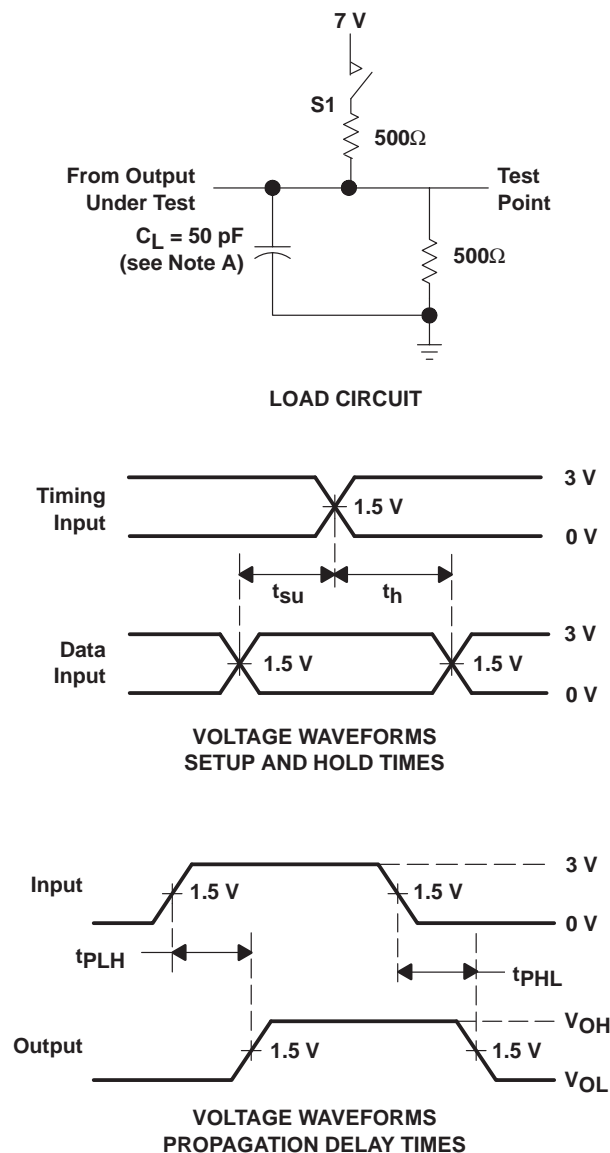 7 V
S1
500Ω
From Output
Under Test
Test
Point
C_L = 50 pF
(see Note A)
500Ω
LOAD CIRCUIT
Timing
Input
3 V
1.5 V
0 V
t_su
t_h
Data
Input
3 V
1.5 V
1.5 V
0 V
VOLTAGE WAVEFORMS
SETUP AND HOLD TIMES
Input
3 V
1.5 V
1.5 V
0 V
t_PLH
t_PHL
Output
V_OH
1.5 V
1.5 V
V_OL
VOLTAGE WAVEFORMS
PROPAGATION DELAY TIMES